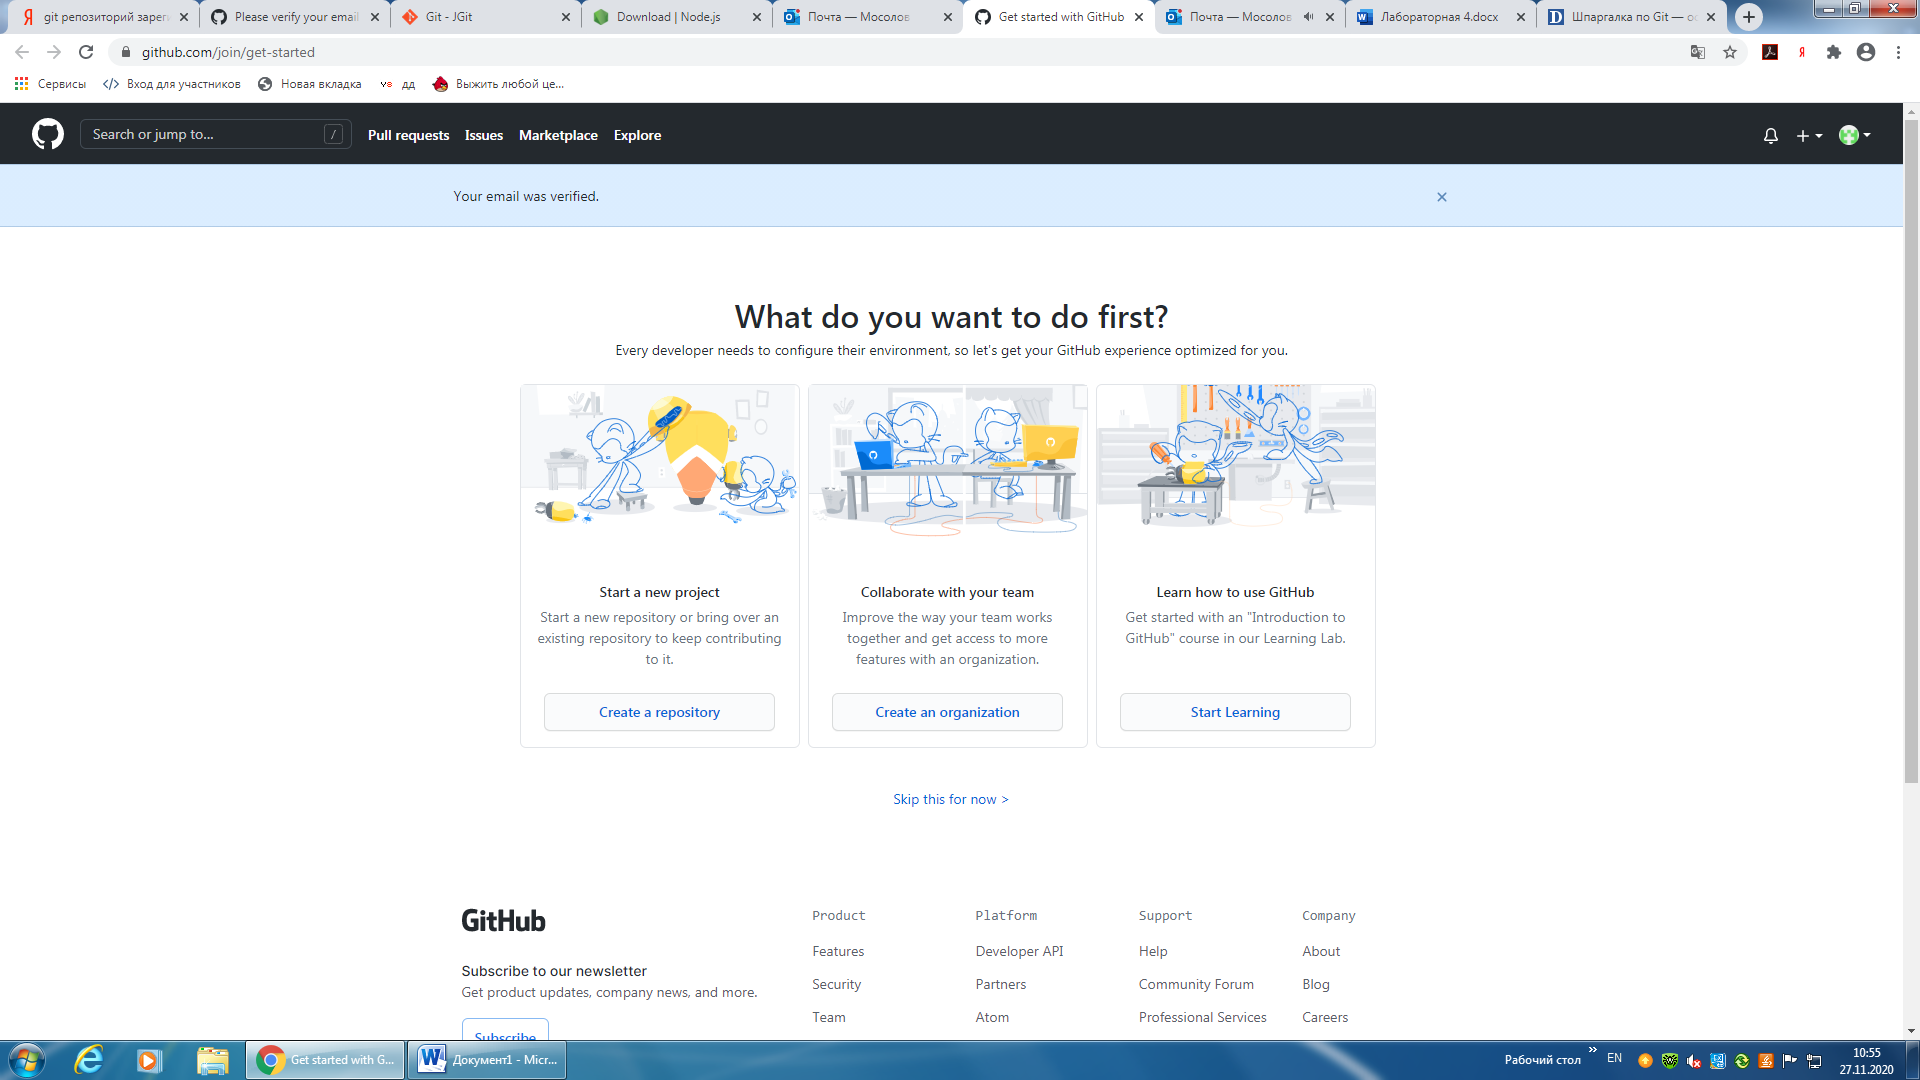 git репозиторий зареги
Please verify your email
Git - JGit
Download | Node.js
Почта — Мосолов
Get started with GitHub
Почта — Мосолов
Лабораторная 4.docx
Шпаргалка по Git — ос
github.com/join/get-started
Сервисы
Вход для участников
Новая вкладка
дд
Выжить любой це...
Search or jump to...
/
Pull requests
Issues
Marketplace
Explore
Your email was verified.
What do you want to do first?
Every developer needs to configure their environment, so let's get your GitHub experience optimized for you.
Start a new project
Start a new repository or bring over an
existing repository to keep contributing
to it.
Create a repository
Collaborate with your team
Improve the way your team works
together and get access to more
features with an organization.
Create an organization
Learn how to use GitHub
Get started with an "Introduction to
GitHub" course in our Learning Lab.
Start Learning
Skip this for now >
GitHub
Subscribe to our newsletter
Get product updates, company news, and more.
Subscribe
Product
Features
Security
Team
Platform
Developer API
Partners
Atom
Support
Help
Community Forum
Professional Services
Company
About
Blog
Careers
Get started with G...
Документ1 - Micr...
Рабочий стол
»
EN
10:55
27.11.2020